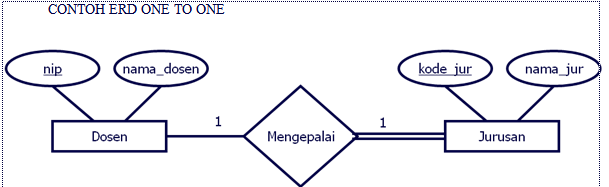 CONTOH ERD ONE TO ONE
nip nama_dosen kode_jur nama_jur
1 1
Dosen Mengepalai Jurusan